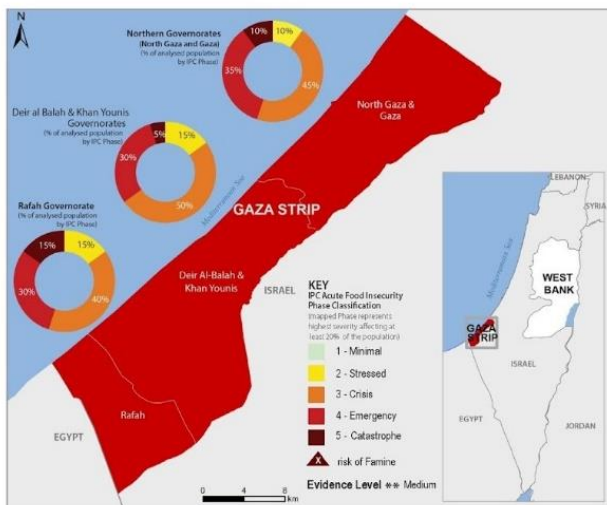 N
Northern Governorates
(North Gaza and Gaza)
(% of analysed population
by IPC Phase)
10%
10%
35%
45%
Deir al Balah & Khan Younis
Governorates
(% of analysed population
by IPC Phase)
5%
15%
30%
50%
Rafah Governorate
(% of analysed population
by IPC Phase)
15%
15%
30%
40%
North Gaza &
Gaza
Mediterranean Sea
GAZA STRIP
Deir Al-Balah &
Khan Younis
ISRAEL
Rafah
EGYPT
KEY
IPC Acute Food Insecurity
Phase Classification
(mapped Phase represents
highest severity affecting at
least 20% of the population)
1 - Minimal
2 - Stressed
3 - Crisis
4 - Emergency
5 - Catastrophe
X
risk of Famine
Evidence Level ** Medium
0 4 8
km
LEBANON
SYRIA
Mediterranean Sea
WEST
BANK
GAZA
STRIP
ISRAEL
EGYPT
JORDAN